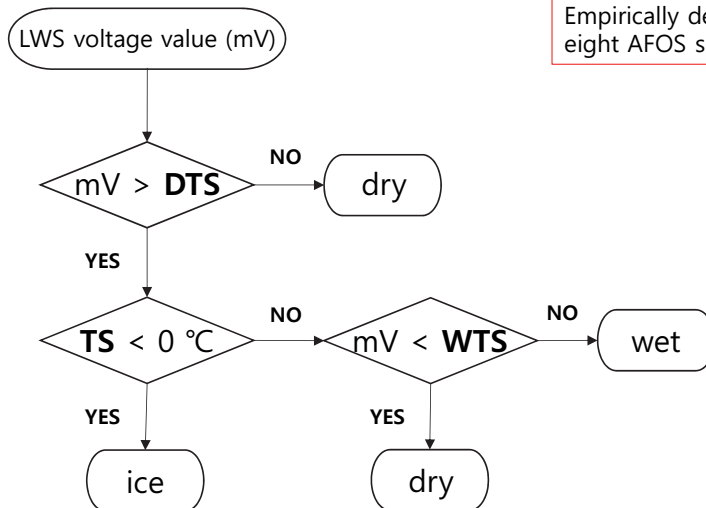 LWS voltage value (mV)
Empirically
eight AFOS
mV > DTS
NO
dry
YES
TS < 0 ℃
NO
mV < WTS
NO
wet
YES
YES
ice
dry